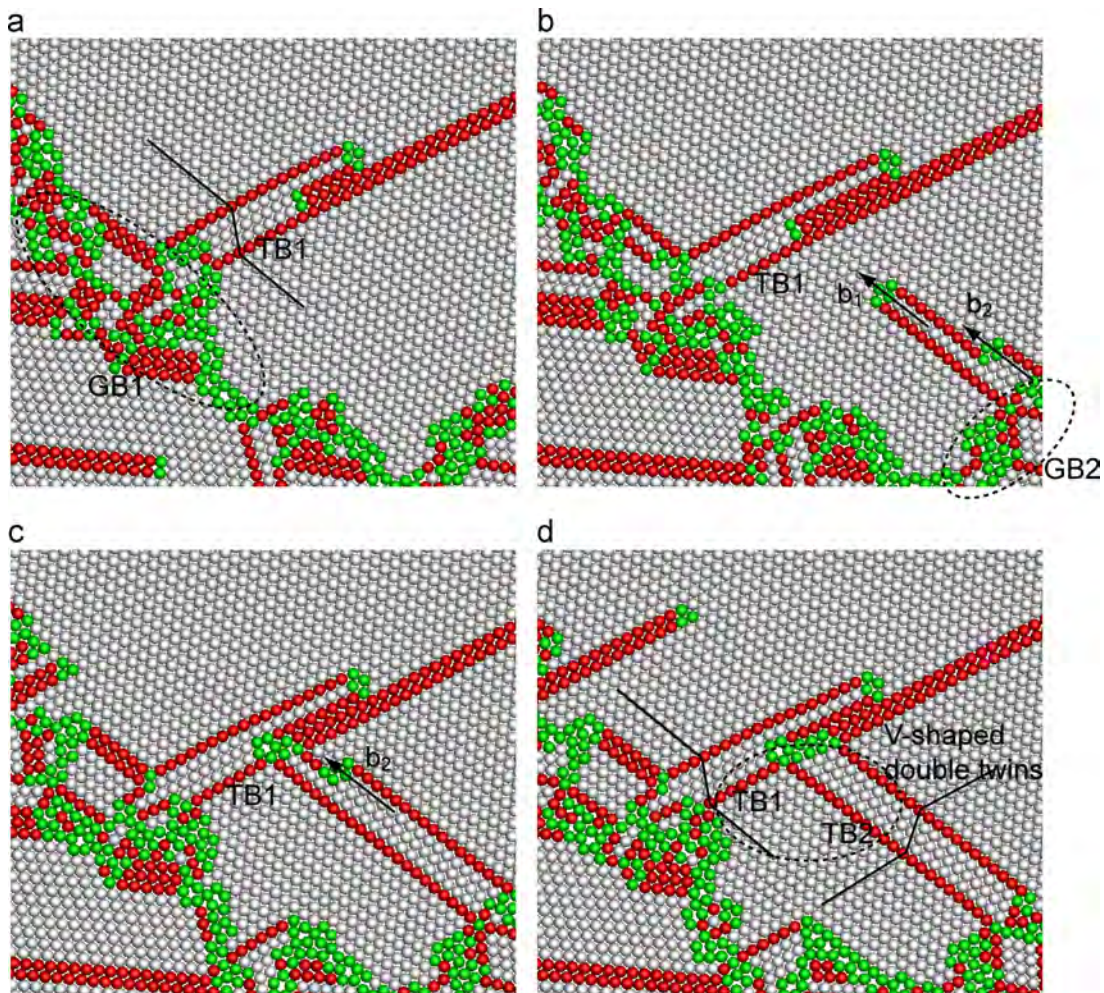 a
b
TB1
GB1
TB1
b₁
b₂
GB2
c
d
b₂
TB1
V-shaped
double twins
TB1
TB2